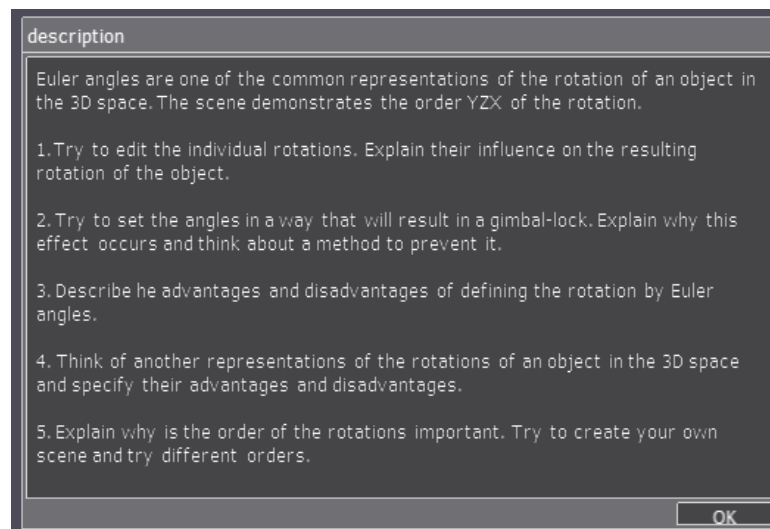 description
Euler angles are one of the common representations of the rotation of an object in
the 3D space. The scene demonstrates the order YZX of the rotation.
1. Try to edit the individual rotations. Explain their influence on the resulting
rotation of the object.
2. Try to set the angles in a way that will result in a gimbal-lock. Explain why this
effect occurs and think about a method to prevent it.
3. Describe he advantages and disadvantages of defining the rotation by Euler
angles.
4. Think of another representations of the rotations of an object in the 3D space
and specify their advantages and disadvantages.
5. Explain why is the order of the rotations important. Try to create your own
scene and try different orders.
OK